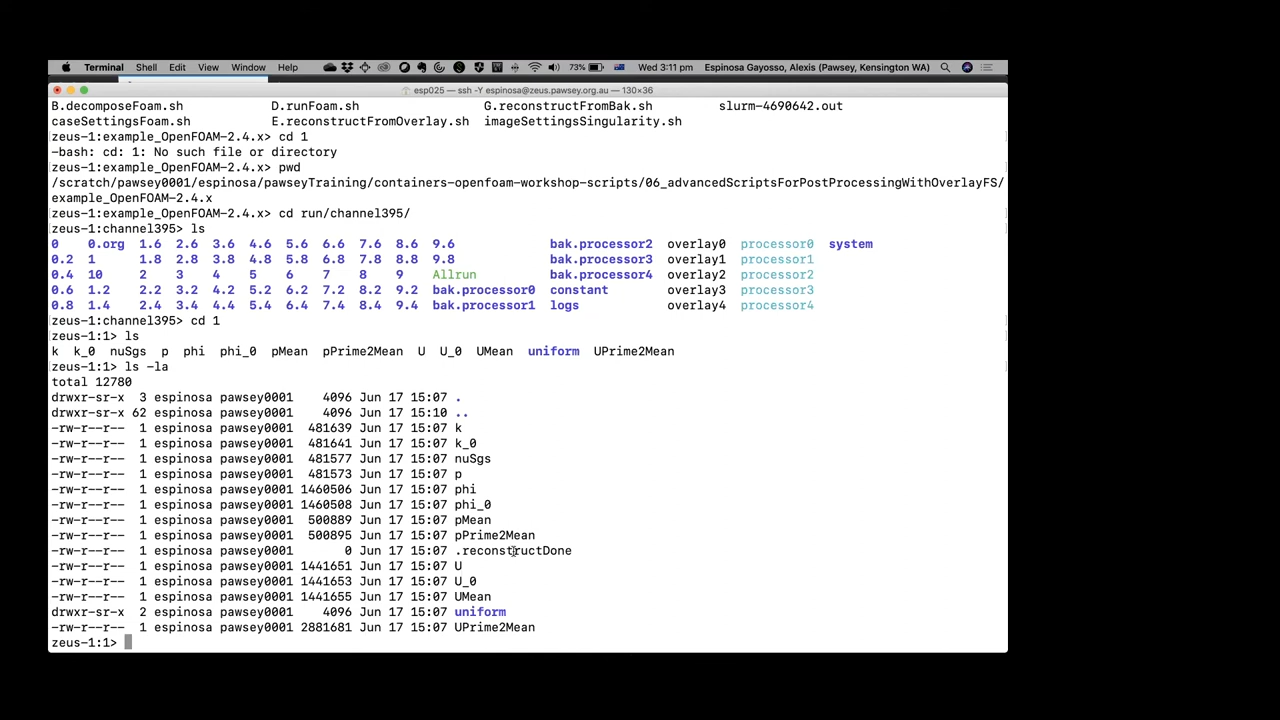 Terminal Shell Edit View Window Help 73% Wed 3:11 pm Espinosa Gayosso, Alexis (Pawsey, Kensington WA)
esp025 — ssh -Y espinosa@zeus.pawsey.org.au — 130×36
B.decomposeFoam.sh D.runFoam.sh G.reconstructFromBak.sh slurm-4690642.out
caseSettingsFoam.sh E.reconstructFromOverlay.sh imageSettingsSingularity.sh
zeus-1:example_OpenFOAM-2.4.x> cd 1
-bash: cd: 1: No such file or directory
zeus-1:example_OpenFOAM-2.4.x> pwd
/scratch/pawsey0001/espinosa/pawseyTraining/containers-openfoam-workshop-scripts/06_advancedScriptsForPostProcessingWithOverlayFS/
example_OpenFOAM-2.4.x
zeus-1:example_OpenFOAM-2.4.x> cd run/channel395/
zeus-1:channel395> ls
0 0.org 1.6 2.6 3.6 4.6 5.6 6.6 7.6 8.6 9.6 bak.processor2 overlay0 processor0 system
0.2 1 1.8 2.8 3.8 4.8 5.8 6.8 7.8 8.8 9.8 bak.processor3 overlay1 processor1
0.4 10 2 3 4 5 6 7 8 9 Allrun bak.processor4 overlay2 processor2
0.6 1.2 2.2 3.2 4.2 5.2 6.2 7.2 8.2 9.2 bak.processor0 constant overlay3 processor3
0.8 1.4 2.4 3.4 4.4 5.4 6.4 7.4 8.4 9.4 bak.processor1 logs overlay4 processor4
zeus-1:channel395> cd 1
zeus-1:1> ls
k k_0 nuSgs p phi phi_0 pMean pPrime2Mean U U_0 UMean uniform UPrime2Mean
zeus-1:1> ls -la
total 12780
drwxr-sr-x 3 espinosa pawsey0001 4096 Jun 17 15:07 .
drwxr-sr-x 62 espinosa pawsey0001 4096 Jun 17 15:10 ..
-rw-r--r-- 1 espinosa pawsey0001 481639 Jun 17 15:07 k
-rw-r--r-- 1 espinosa pawsey0001 481641 Jun 17 15:07 k_0
-rw-r--r-- 1 espinosa pawsey0001 481577 Jun 17 15:07 nuSgs
-rw-r--r-- 1 espinosa pawsey0001 481573 Jun 17 15:07 p
-rw-r--r-- 1 espinosa pawsey0001 1460506 Jun 17 15:07 phi
-rw-r--r-- 1 espinosa pawsey0001 1460508 Jun 17 15:07 phi_0
-rw-r--r-- 1 espinosa pawsey0001 500889 Jun 17 15:07 pMean
-rw-r--r-- 1 espinosa pawsey0001 500895 Jun 17 15:07 pPrime2Mean
-rw-r--r-- 1 espinosa pawsey0001 0 Jun 17 15:07 .reconstructDone
-rw-r--r-- 1 espinosa pawsey0001 1441651 Jun 17 15:07 U
-rw-r--r-- 1 espinosa pawsey0001 1441653 Jun 17 15:07 U_0
-rw-r--r-- 1 espinosa pawsey0001 1441655 Jun 17 15:07 UMean
drwxr-sr-x 2 espinosa pawsey0001 4096 Jun 17 15:07 uniform
-rw-r--r-- 1 espinosa pawsey0001 2881681 Jun 17 15:07 UPrime2Mean
zeus-1:1>